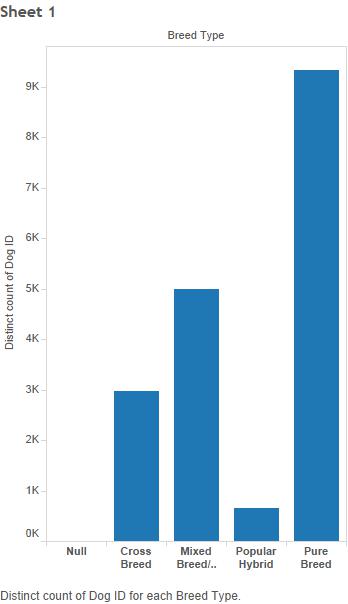 Sheet 1
Breed Type
9K
8K
7K
6K
5K
4K
3K
2K
1K
0K
Distinct count of Dog ID
Null
Cross Breed
Mixed Breed/..
Popular Hybrid
Pure Breed
Distinct count of Dog ID for each Breed Type.